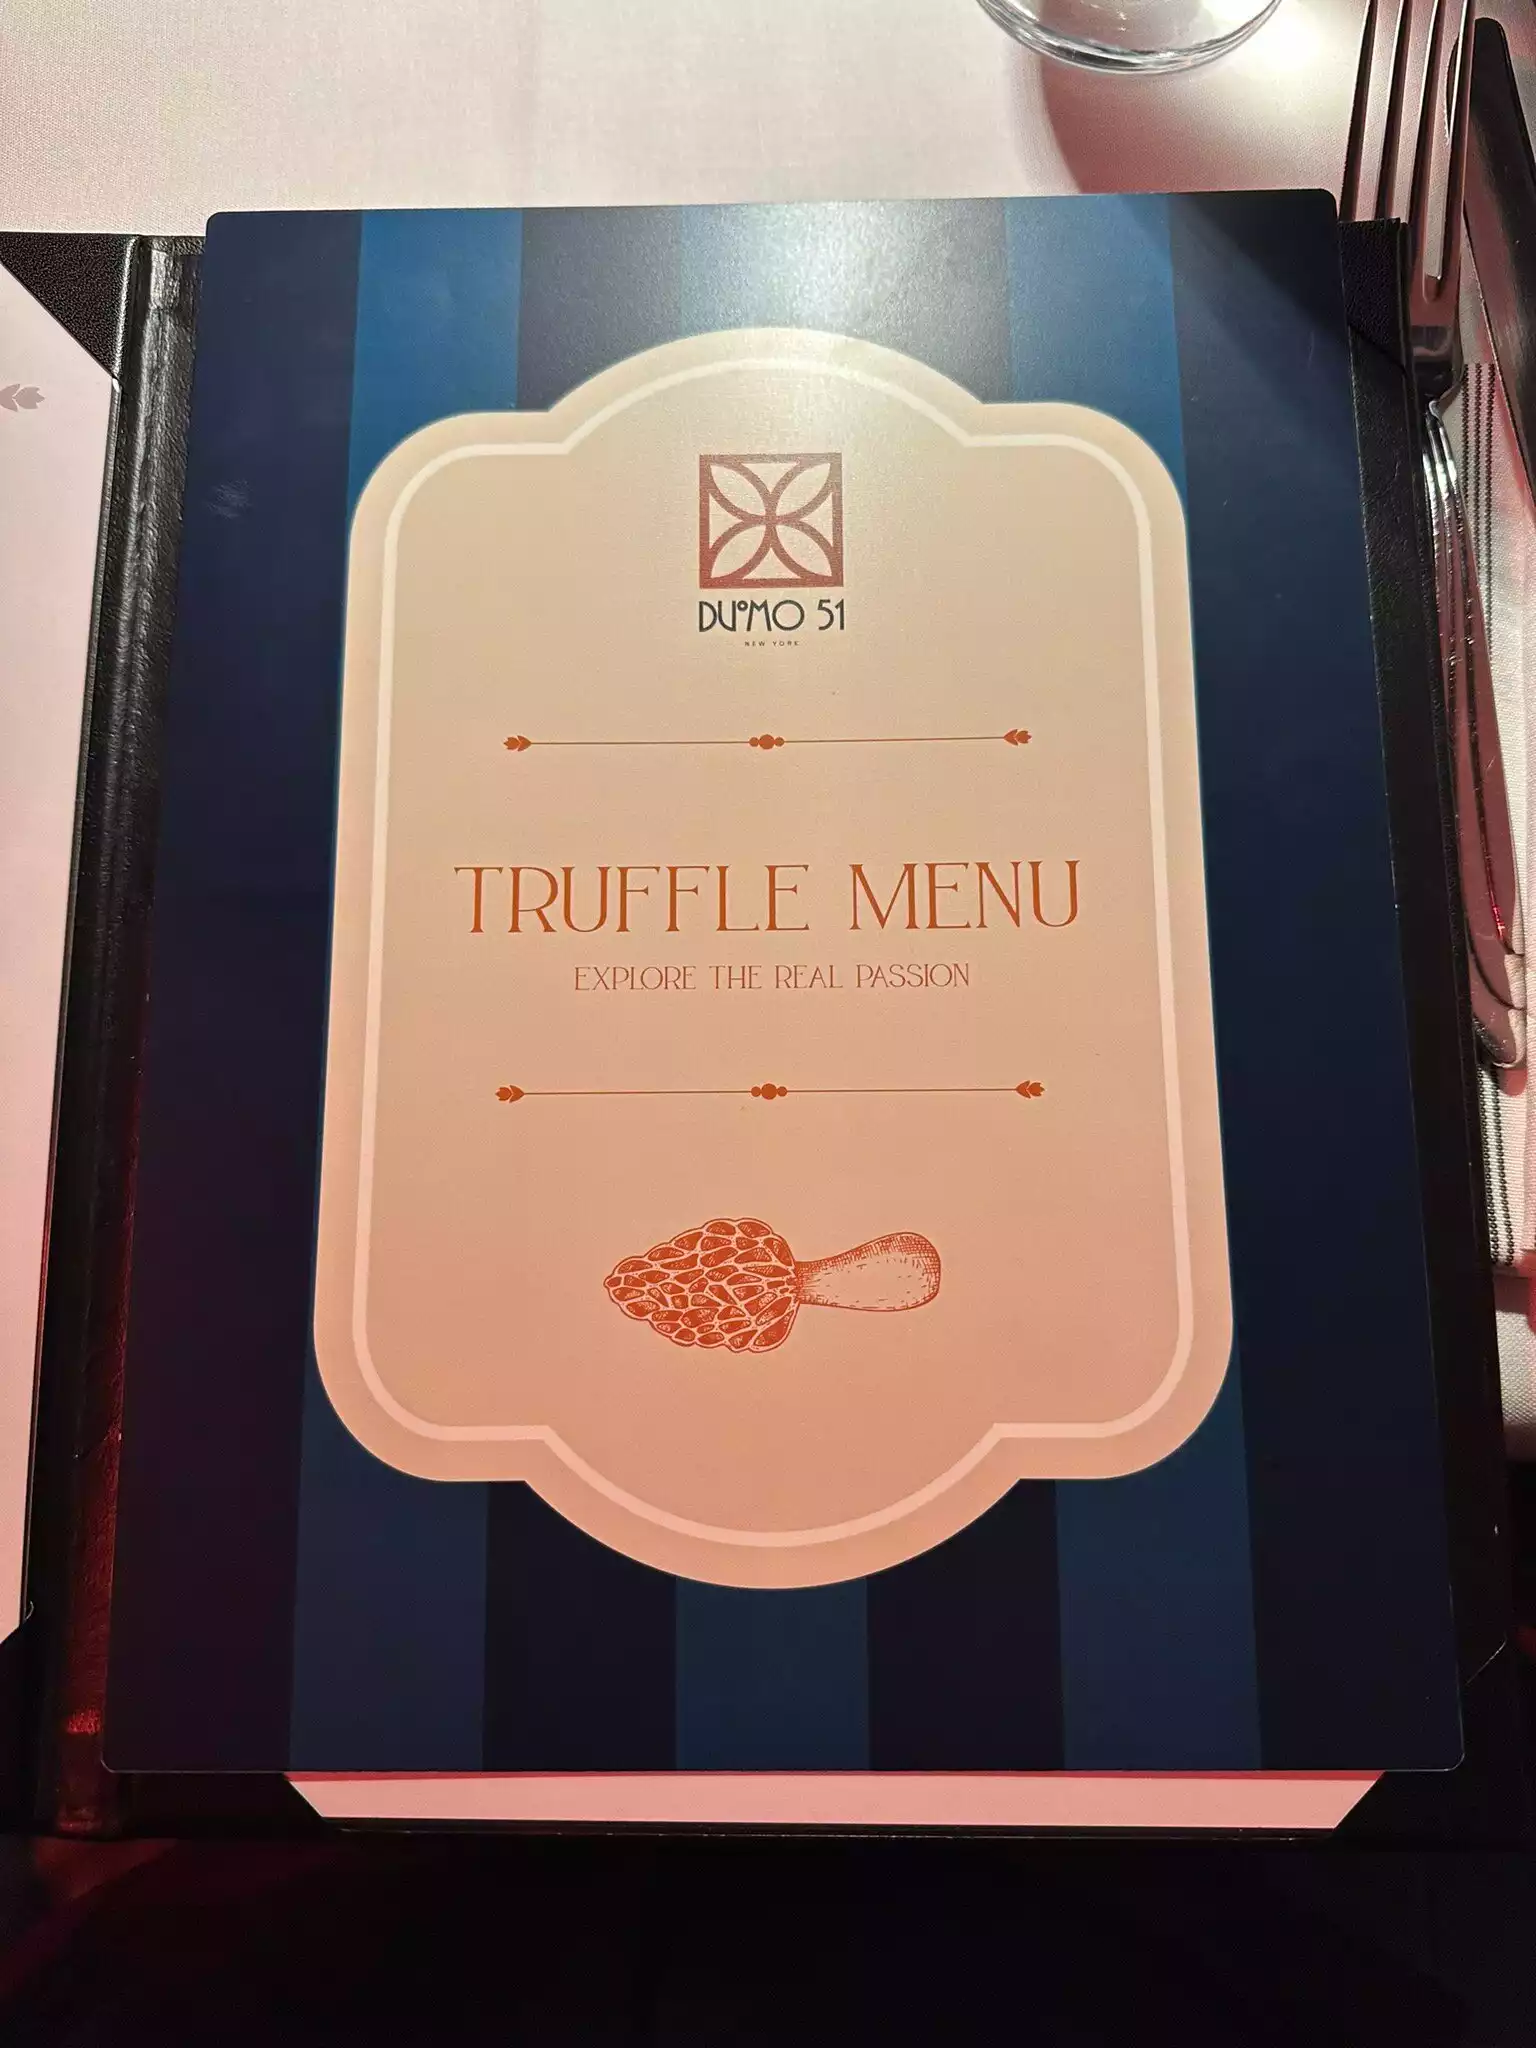 DUOMO 51
NEW YORK
TRUFFLE MENU
EXPLORE THE REAL PASSION